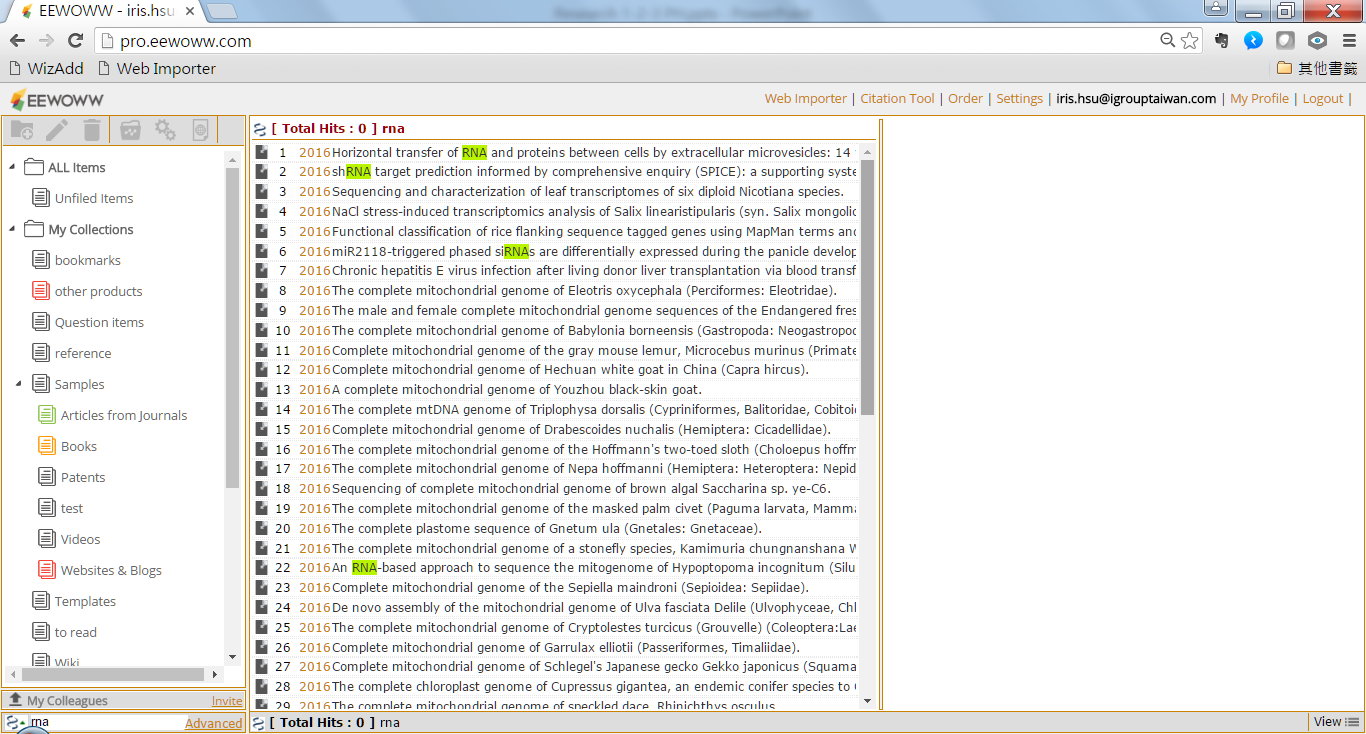 EEWOWW - iris.hsu
pro.eewoww.com
WizAdd Web Importer 其他書籤
EEWOWW Web Importer | Citation Tool | Order | Settings | iris.hsu@igrouptaiwan.com | My Profile | Logout |
ALL Items
Unfiled Items
My Collections
bookmarks
other products
Question items
reference
Samples
Articles from Journals
Books
Patents
test
Videos
Websites & Blogs
Templates
to read
Wiki
My Colleagues Invite
rna Advanced
[ Total Hits : 0 ] rna
1 2016 Horizontal transfer of RNA and proteins between cells by extracellular microvesicles: 14
2 2016 shRNA target prediction informed by comprehensive enquiry (SPICE): a supporting syste
3 2016 Sequencing and characterization of leaf transcriptomes of six diploid Nicotiana species.
4 2016 NaCl stress-induced transcriptomics analysis of Salix linearistipularis (syn. Salix mongolic
5 2016 Functional classification of rice flanking sequence tagged genes using MapMan terms and
6 2016 miR2118-triggered phased siRNAs are differentially expressed during the panicle develop
7 2016 Chronic hepatitis E virus infection after living donor liver transplantation via blood transf
8 2016 The complete mitochondrial genome of Eleotris oxycephala (Perciformes: Eleotridae).
9 2016 The male and female complete mitochondrial genome sequences of the Endangered fres
10 2016 The complete mitochondrial genome of Babylonia borneensis (Gastropoda: Neogastropod
11 2016 Complete mitochondrial genome of the gray mouse lemur, Microcebus murinus (Primate
12 2016 Complete mitochondrial genome of Hechuan white goat in China (Capra hircus).
13 2016 A complete mitochondrial genome of Youzhou black-skin goat.
14 2016 The complete mtDNA genome of Triplophysa dorsalis (Cypriniformes, Balitoridae, Cobitoi
15 2016 Complete mitochondrial genome of Drabescoides nuchalis (Hemiptera: Cicadellidae).
16 2016 The complete mitochondrial genome of the Hoffmann's two-toed sloth (Choloepus hoffm
17 2016 The complete mitochondrial genome of Nepa hoffmanni (Hemiptera: Heteroptera: Nepid
18 2016 Sequencing of complete mitochondrial genome of brown algal Saccharina sp. ye-C6.
19 2016 The complete mitochondrial genome of the masked palm civet (Paguma larvata, Mamma
20 2016 The complete plastome sequence of Gnetum ula (Gnetales: Gnetaceae).
21 2016 The complete mitochondrial genome of a stonefly species, Kamimuria chungnanshana W
22 2016 An RNA-based approach to sequence the mitogenome of Hypoptopoma incognitum (Silu
23 2016 Complete mitochondrial genome of the Sepiella maindroni (Sepioidea: Sepiidae).
24 2016 De novo assembly of the mitochondrial genome of Ulva fasciata Delile (Ulvophyceae, Chl
25 2016 The complete mitochondrial genome of Cryptolestes turcicus (Grouvelle) (Coleoptera:Lae
26 2016 Complete mitochondrial genome of Garrulax elliotii (Passeriformes, Timaliidae).
27 2016 Complete mitochondrial genome of Schlegel's Japanese gecko Gekko japonicus (Squama
28 2016 The complete chloroplast genome of Cupressus gigantea, an endemic conifer species to
29 2016 The complete mitochondrial genome of speckled dace, Rhinichthys osculus
[ Total Hits : 0 ] rna View